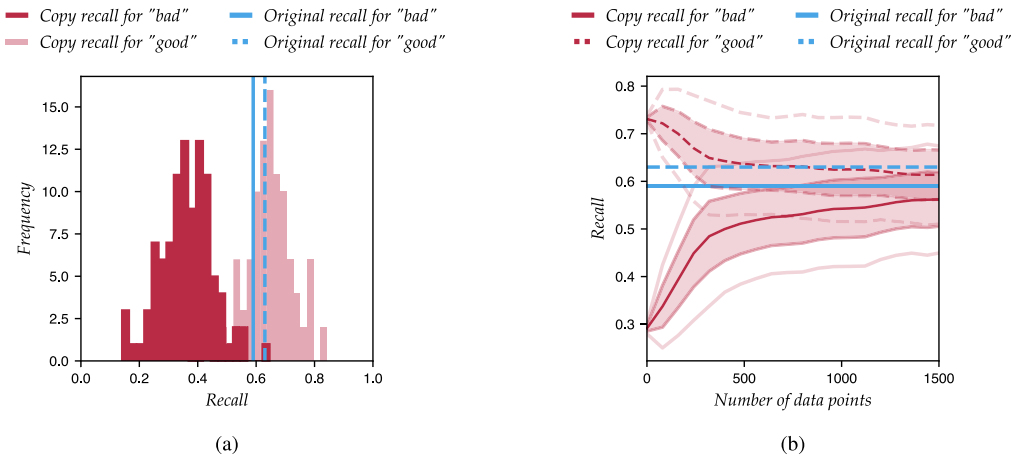 Copy recall for "bad"
Original recall for "bad"
Copy recall for "good"
Original recall for "good"
15.0
12.5
10.0
7.5
5.0
2.5
0.0
Frequency
0.0 0.2 0.4 0.6 0.8 1.0
Recall
(a)
Copy recall for "bad"
Original recall for "bad"
Copy recall for "good"
Original recall for "good"
0.8
0.7
0.6
0.5
0.4
0.3
Recall
0 500 1000 1500
Number of data points
(b)